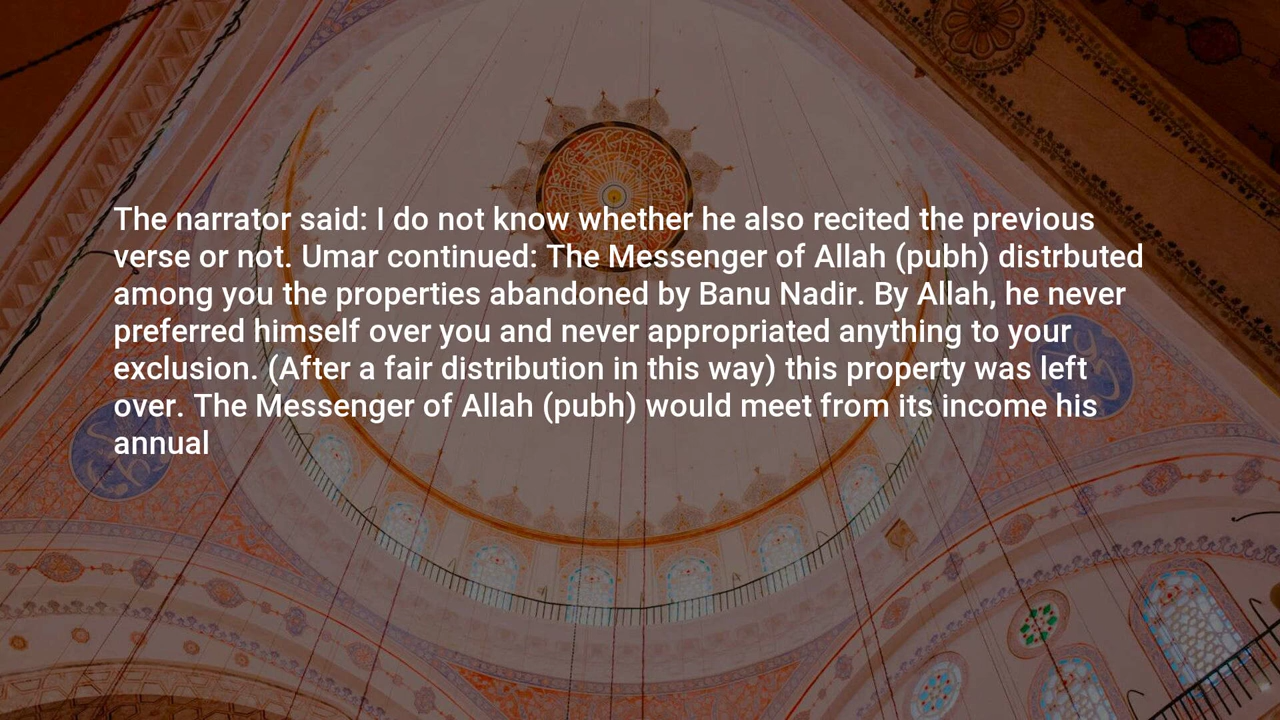 The narrator said: I do not know whether he also recited the previous
verse or not. Umar continued: The Messenger of Allah (pubh) distrbuted
among you the properties abandoned by Banu Nadir. By Allah, he never
preferred himself over you and never appropriated anything to your
exclusion. (After a fair distribution in this way) this property was left
over. The Messenger of Allah (pubh) would meet from its income his
annual